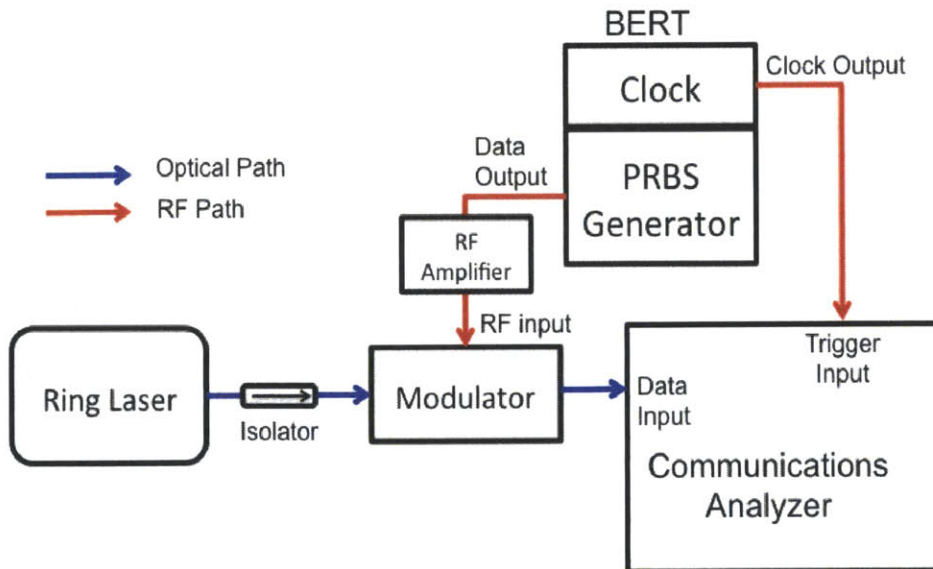 BERT
Clock Output
Clock
Data
Output
PRBS
Generator
Optical Path
RF Path
RF
Amplifier
RF input
Trigger
Input
Ring Laser
Isolator
Modulator
Data
Input
Communications
Analyzer